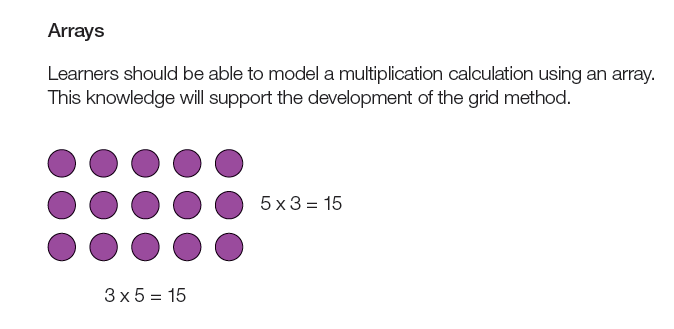 Arrays
Learners should be able to model a multiplication calculation using an array.
This knowledge will support the development of the grid method.
5 x 3 = 15
3 x 5 = 15